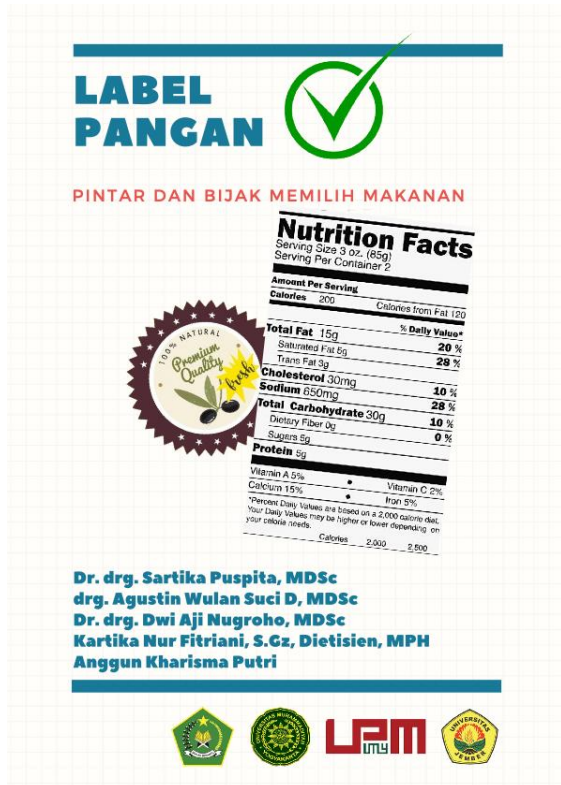 LABEL
PANGAN
PINTAR DAN BIJAK MEMILIH MAKANAN
Nutrition Facts
Serving Size 3 oz. (85g)
Serving Per Container 2
Amount Per Serving
Calories 200 Calories from Fat 120
% Daily Value*
Total Fat 15g 20 %
Saturated Fat 5g 28 %
Trans Fat 3g
Cholesterol 30mg 10 %
Sodium 650mg 28 %
Total Carbohydrate 30g 10 %
Dietary Fiber 0g 0 %
Sugars 5g
Protein 5g
Vitamin A 5% • Vitamin C 2%
Calcium 15% • Iron 5%
*Percent Daily Values are based on a 2,000 calorie diet.
Your Daily Values may be higher or lower depending on
your calorie needs.
Calories 2,000 2,500
100% NATURAL
Premium
Quality
fresh
Dr. drg. Sartika Puspita, MDSc
drg. Agustin Wulan Suci D, MDSc
Dr. drg. Dwi Aji Nugroho, MDSc
Kartika Nur Fitriani, S.Gz, Dietisien, MPH
Anggun Kharisma Putri
UNIVERSITAS MUHAMMADIYAH
YOGYAKARTA
LPM
UMY
UNIVERSITAS
JEMBER